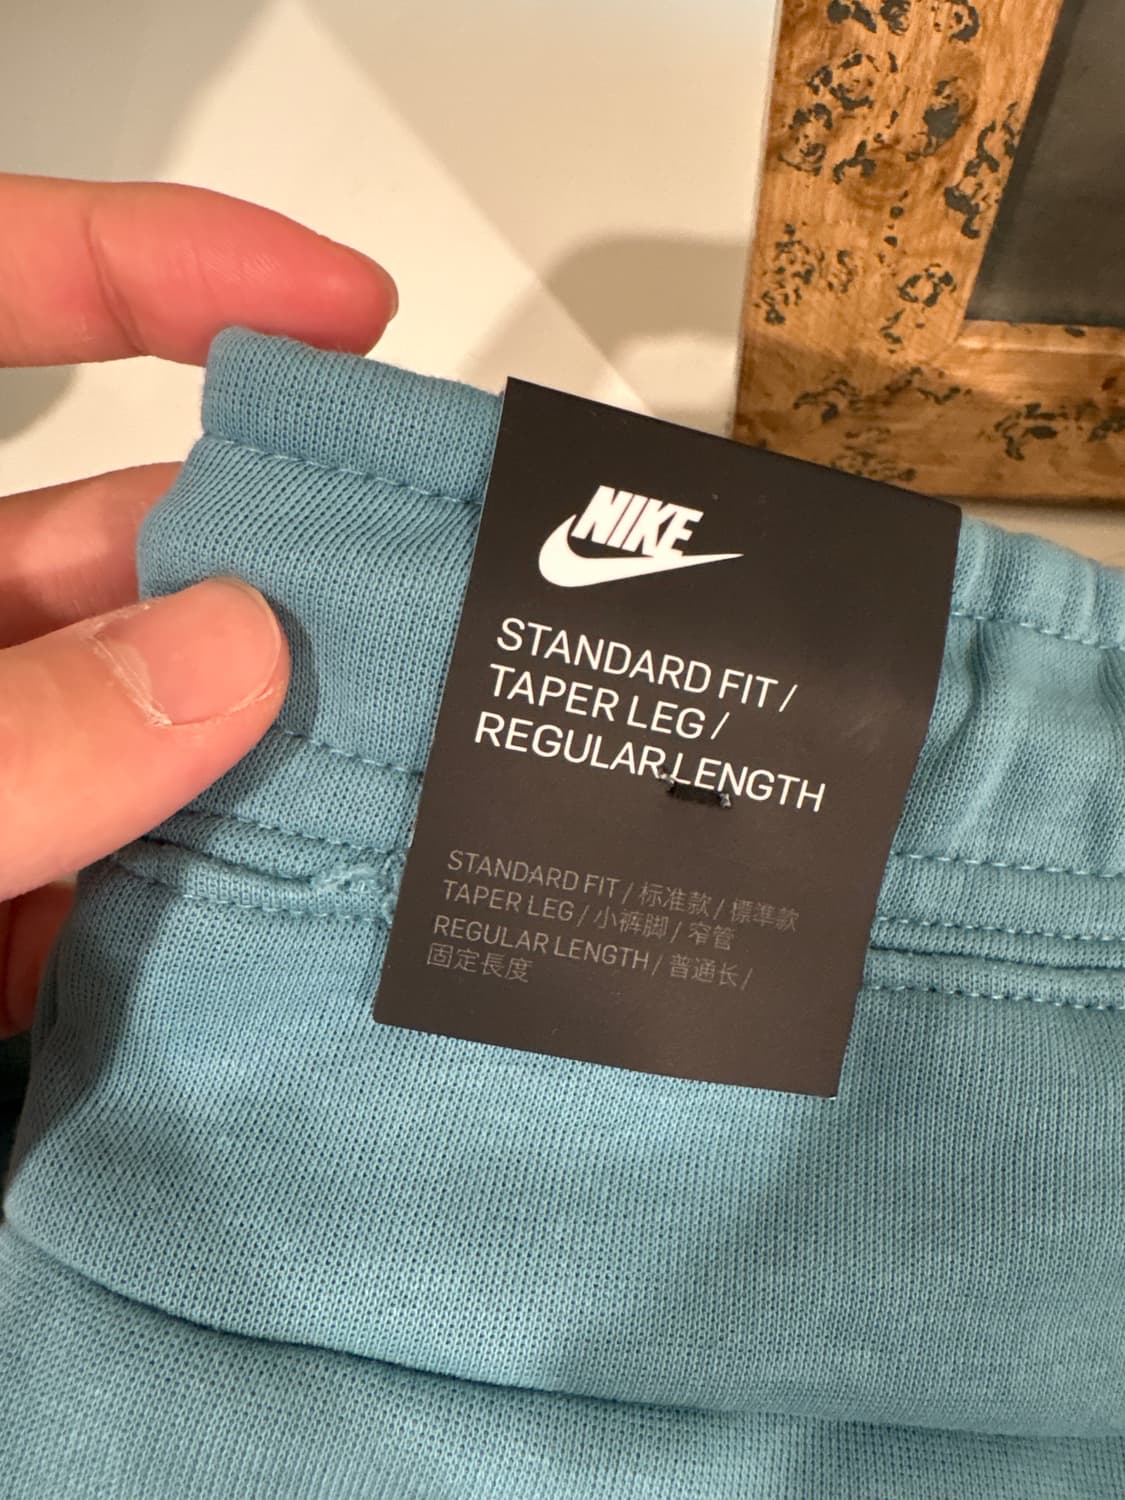 NIKE
STANDARD FIT /
TAPER LEG /
REGULAR LENGTH
STANDARD FIT / 标准款 / 標準款
TAPER LEG / 小裤脚 / 窄管
REGULAR LENGTH / 普通长 /
固定長度